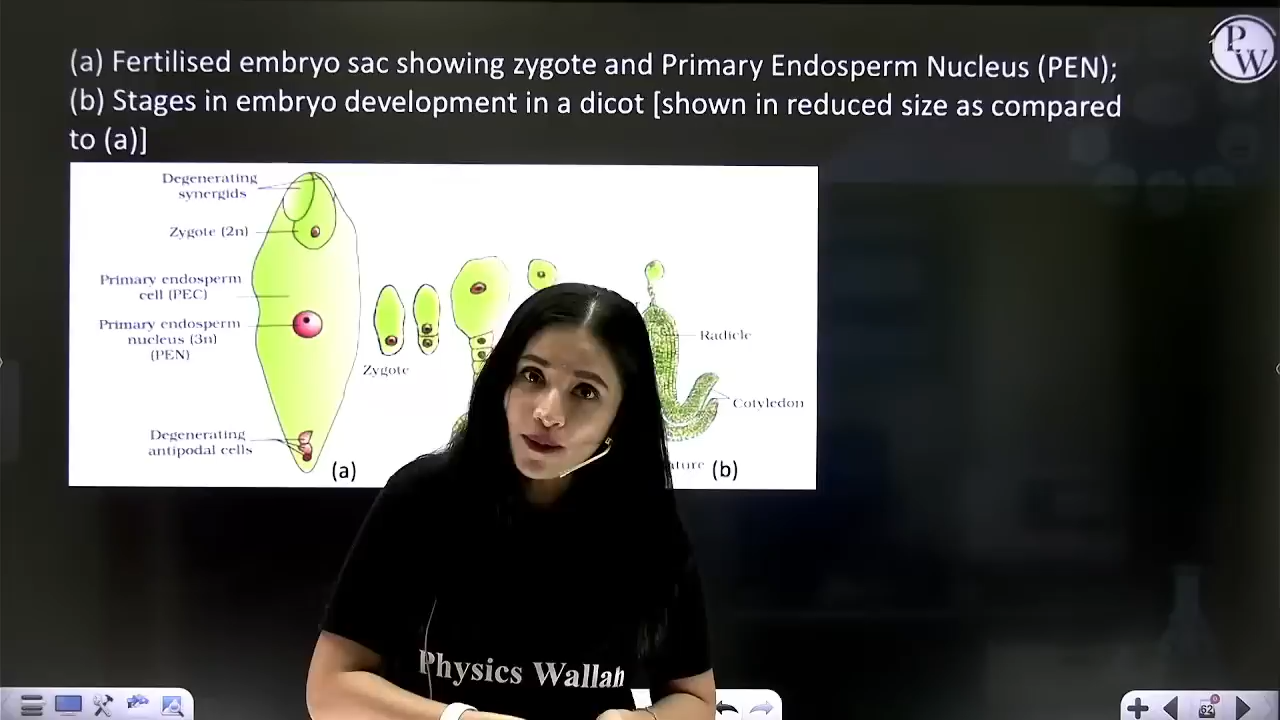 (a) Fertilised embryo sac showing zygote and Primary Endosperm Nucleus (PEN);
(b) Stages in embryo development in a dicot [shown in reduced size as compared
to (a)]
PW
Degenerating
synergids
Zygote (2n)
Primary endosperm
cell (PEC)
Primary endosperm
nucleus (3n)
(PEN)
Degenerating
antipodal cells
(a)
Zygote
Radicle
Cotyledon
(b)
Physics Wallah
62